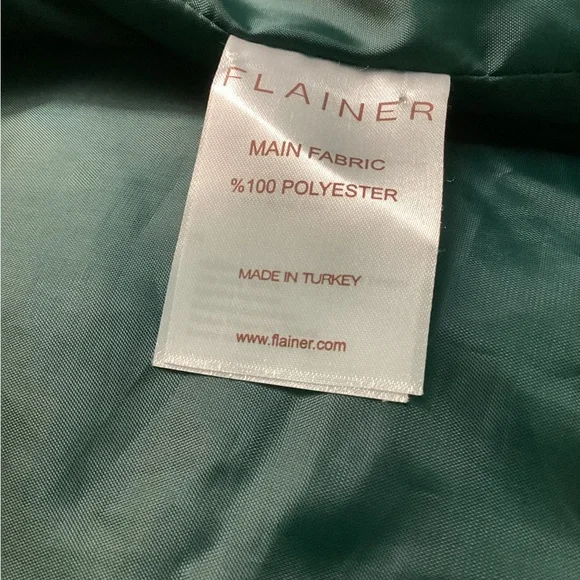 FLAINER
MAIN FABRIC
%100 POLYESTER
MADE IN TURKEY
www.flainer.com